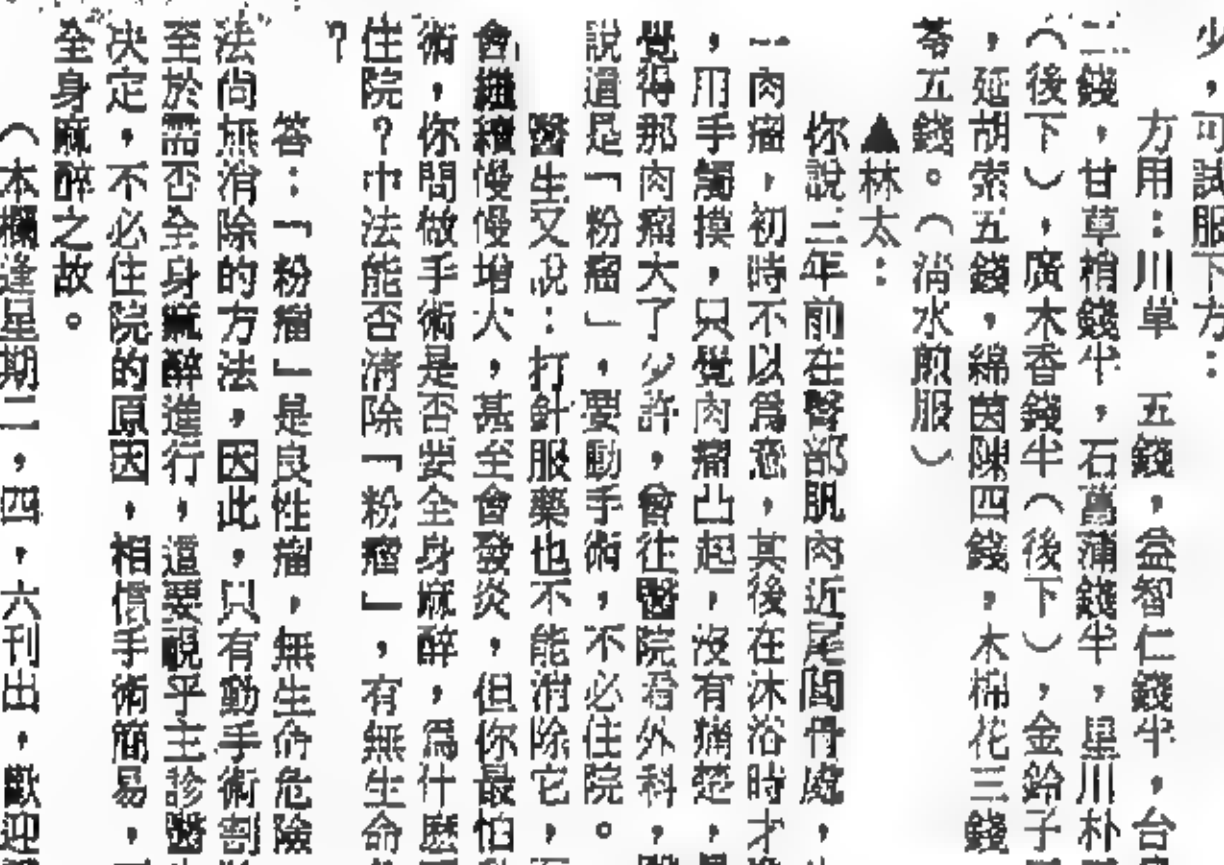 少，可試服下方：
方用：川草　五錢，益智仁錢半，台
二錢，甘草梢錢半，石菖蒲錢半，川朴
（後下），廣木香錢半（後下），金鈴子
，延胡索五錢，綿茵陳四錢，木棉花三錢
苓五錢。（清水煎服）
▲林太：
你說三年前在臀部肌肉近尾閭骨處，
一肉瘤，初時不以爲意，其後在沐浴時才
，用手觸摸，只覺肉瘤凸起，沒有痛楚，
覺得那肉瘤大了少許，曾往醫院看外科，
說這是「粉瘤」，要動手術，不必住院。
醫生又說：打針服藥也不能消除它，
會繼續慢慢增大，甚至會發炎，但你最怕
術，你問做手術是否要全身麻醉，爲什麽
住院？中法能否清除「粉瘤」，有無生命
？
答：「粉瘤」是良性瘤，無生命危險
法尚無消除的方法，因此，只有動手術割
至於需否全身麻醉進行，這要視乎主診醫
决定，不必住院的原因，相信手術簡易，
全身麻醉之故。
（本欄逢星期二，四，六刊出，歡迎